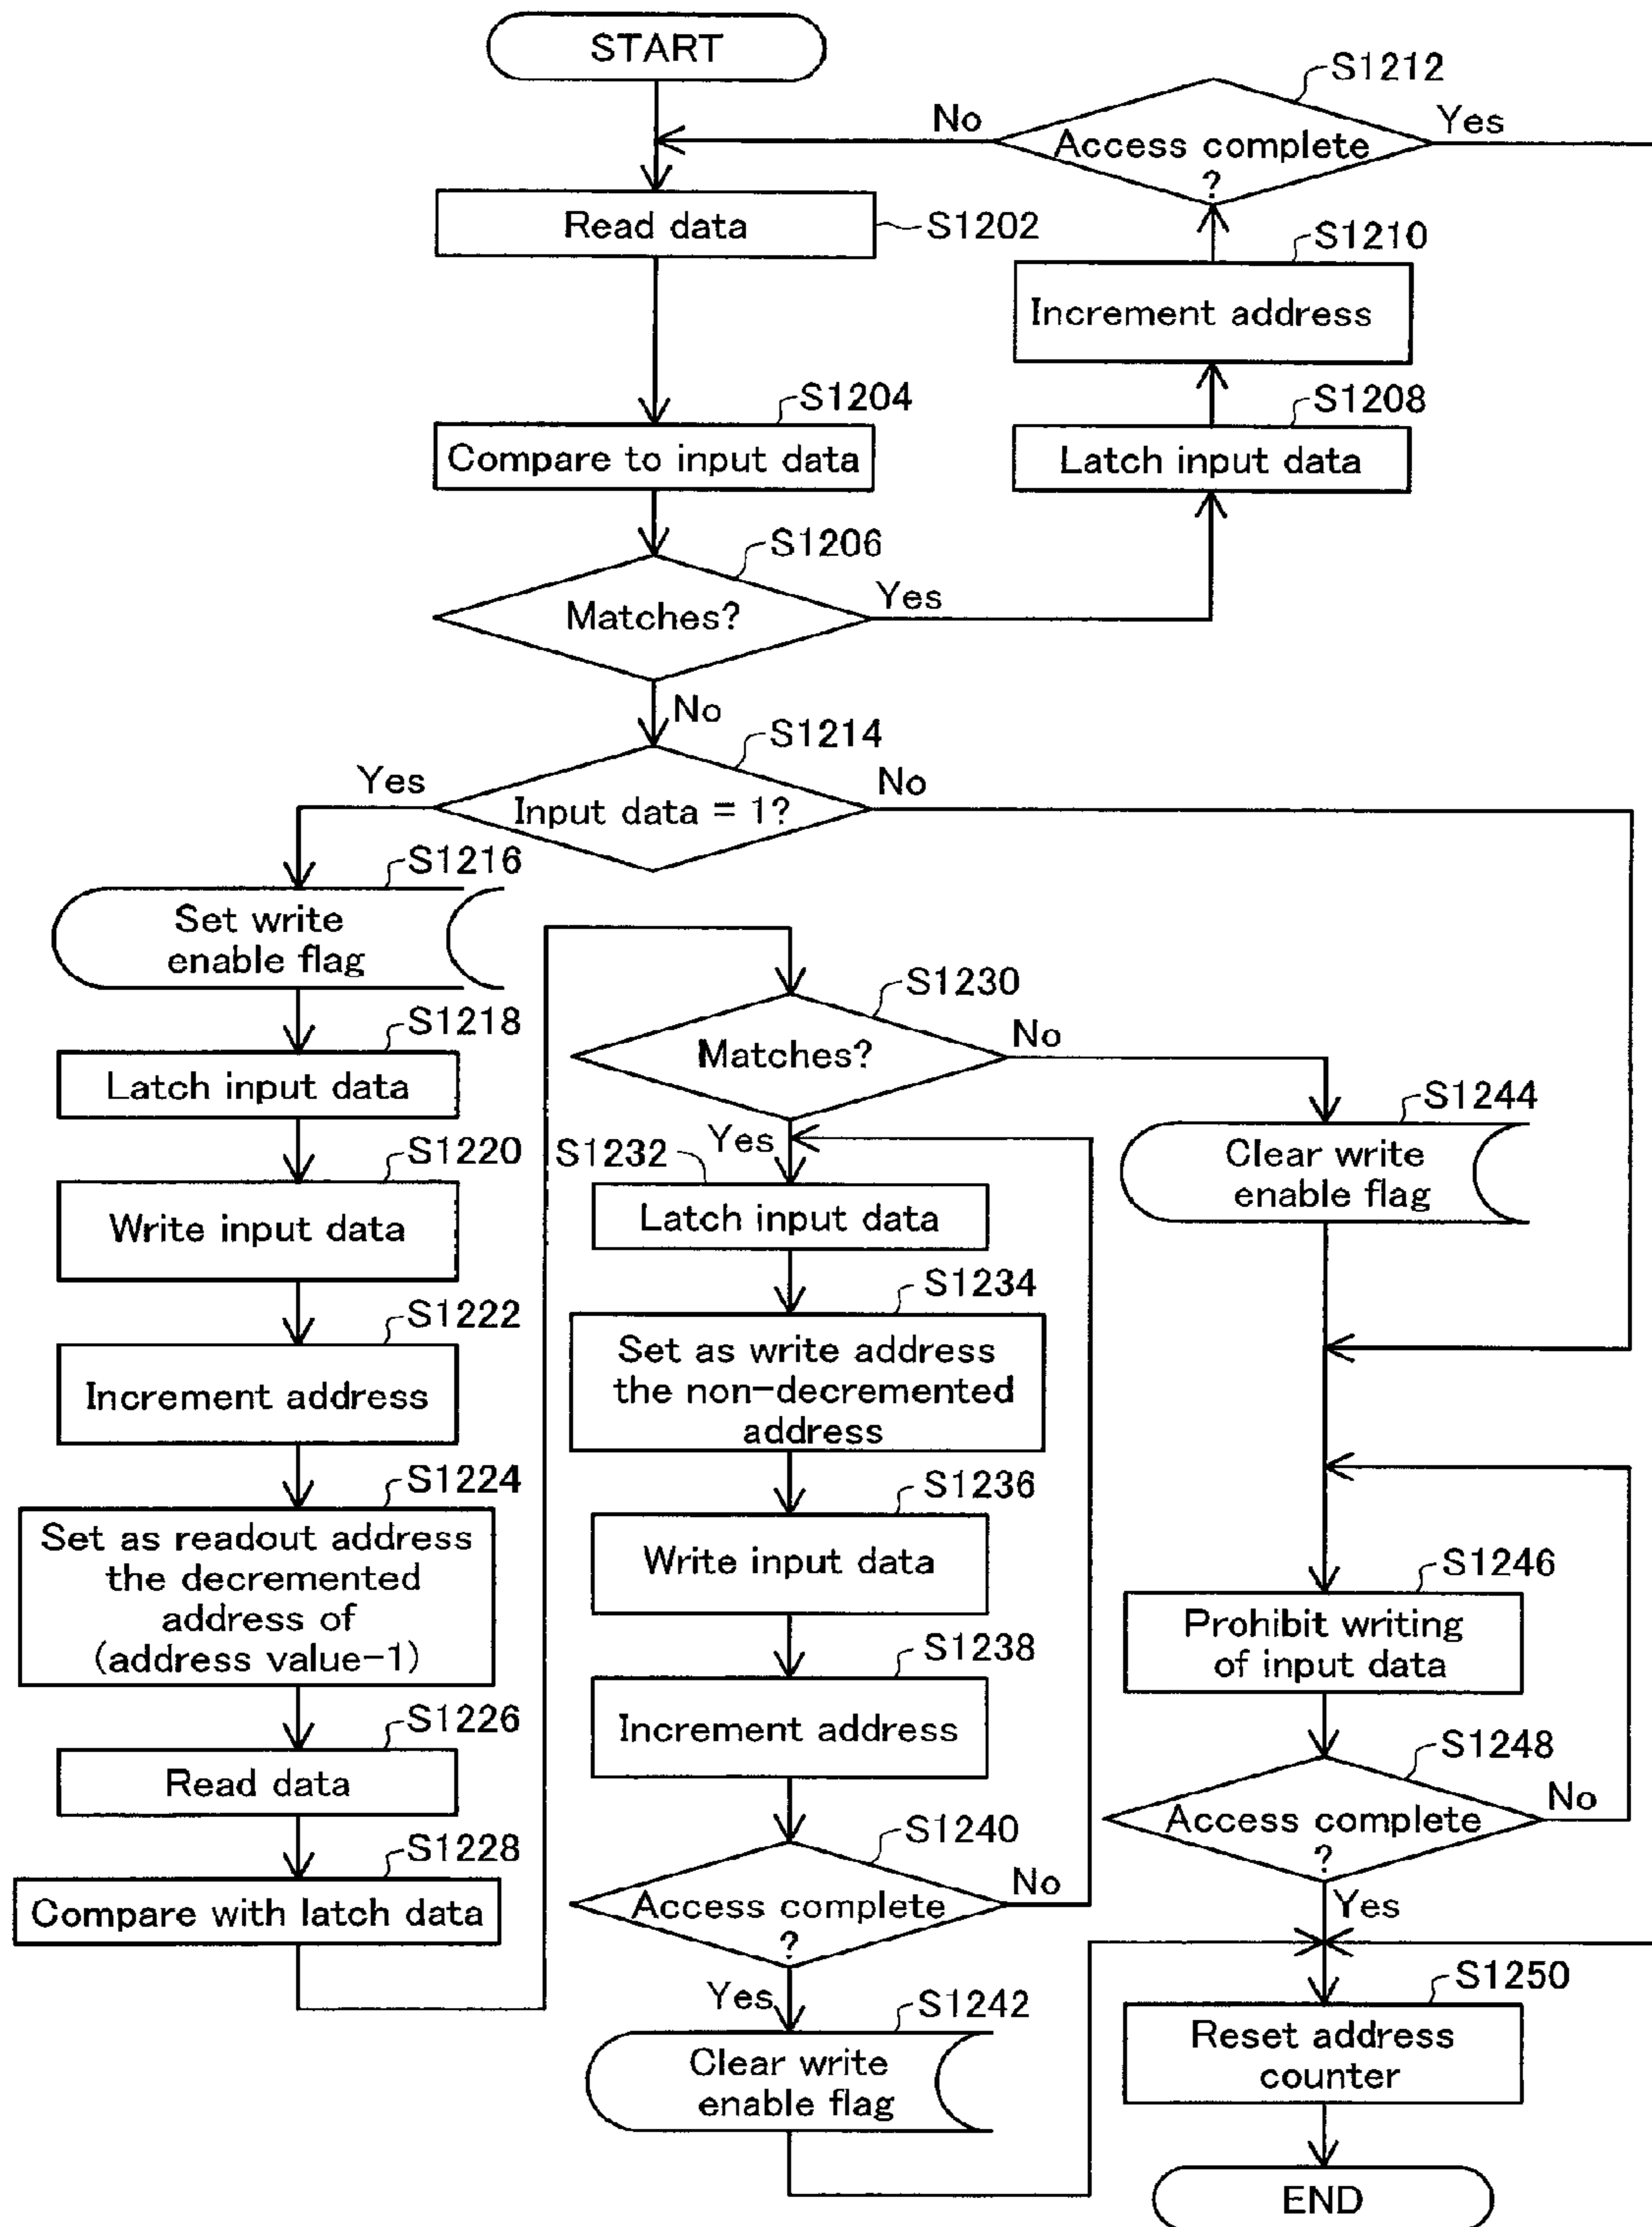 START
S1212
No
Yes
Access complete
?
Read data
S1202
S1210
Increment address
S1204
S1208
Compare to input data
Latch input data
S1206
Matches?
Yes
No
S1214
Yes
No
Input data = 1?
S1216
Set write
enable flag
S1218
Latch input data
S1220
Write input data
S1222
Increment address
S1224
Set as readout address
the decremented
address of
(address value-1)
S1226
Read data
S1228
Compare with latch data
S1230
Matches?
No
Yes
S1232
Latch input data
S1234
Set as write address
the non-decremented
address
S1236
Write input data
S1238
Increment address
S1240
Access complete
?
No
Yes
S1242
Clear write
enable flag
S1244
Clear write
enable flag
S1246
Prohibit writing
of input data
S1248
Access complete
?
No
Yes
S1250
Reset address
counter
END